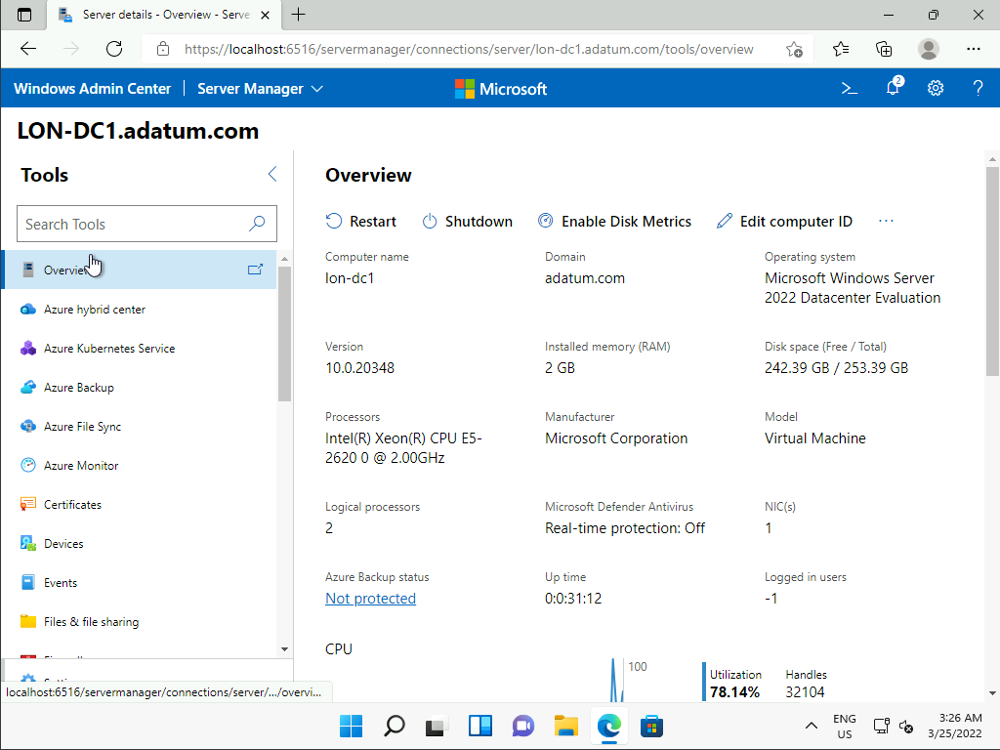 Server details - Overview - Serve
https://localhost:6516/servermanager/connections/server/lon-dc1.adatum.com/tools/overview
Windows Admin Center
Server Manager
Microsoft
2
LON-DC1.adatum.com
Tools
Search Tools
Overview
Azure hybrid center
Azure Kubernetes Service
Azure Backup
Azure File Sync
Azure Monitor
Certificates
Devices
Events
Files & file sharing
localhost:6516/servermanager/connections/server/.../overvi...
Overview
Restart
Shutdown
Enable Disk Metrics
Edit computer ID
Computer name
lon-dc1
Domain
adatum.com
Operating system
Microsoft Windows Server
2022 Datacenter Evaluation
Version
10.0.20348
Installed memory (RAM)
2 GB
Disk space (Free / Total)
242.39 GB / 253.39 GB
Processors
Intel(R) Xeon(R) CPU E5-
2620 0 @ 2.00GHz
Manufacturer
Microsoft Corporation
Model
Virtual Machine
Logical processors
2
Microsoft Defender Antivirus
Real-time protection: Off
NIC(s)
1
Azure Backup status
Not protected
Up time
0:0:31:12
Logged in users
-1
CPU
100
Utilization
78.14%
Handles
32104
ENG
US
3:26 AM
3/25/2022